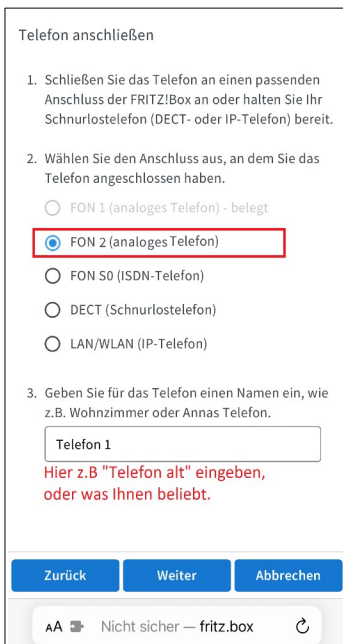 Telefon anschließen
1. Schließen Sie das Telefon an einen passenden
Anschluss der FRITZ!Box an oder halten Sie Ihr
Schnurlostelefon (DECT- oder IP-Telefon) bereit.
2. Wählen Sie den Anschluss aus, an dem Sie das
Telefon angeschlossen haben.
FON 1 (analoges Telefon) - belegt
FON 2 (analoges Telefon)
FON S0 (ISDN-Telefon)
DECT (Schnurlostelefon)
LAN/WLAN (IP-Telefon)
3. Geben Sie für das Telefon einen Namen ein, wie
z.B. Wohnzimmer oder Annas Telefon.
Telefon 1
Hier z.B "Telefon alt" eingeben,
oder was Ihnen beliebt.
Zurück Weiter Abbrechen
AA Nicht sicher — fritz.box